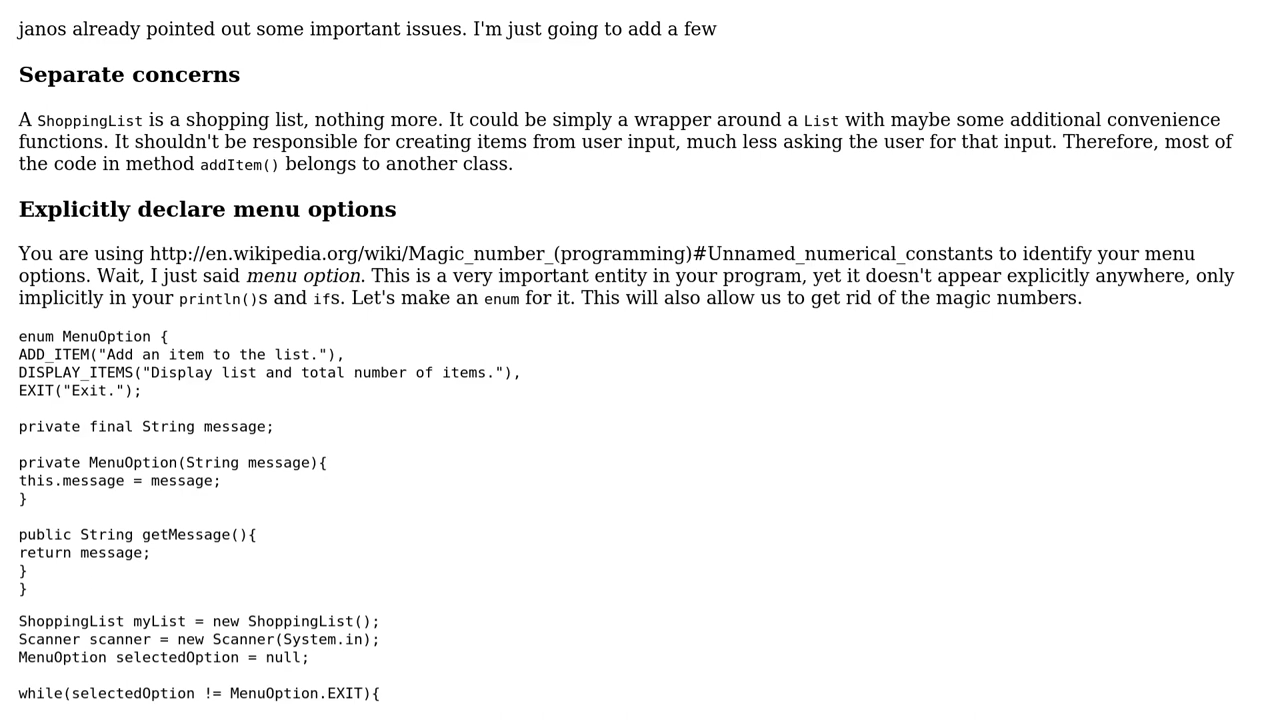 janos already pointed out some important issues. I'm just going to add a few
Separate concerns
A ShoppingList is a shopping list, nothing more. It could be simply a wrapper around a List with maybe some additional convenience
functions. It shouldn't be responsible for creating items from user input, much less asking the user for that input. Therefore, most of
the code in method addItem() belongs to another class.
Explicitly declare menu options
You are using http://en.wikipedia.org/wiki/Magic_number_(programming)#Unnamed_numerical_constants to identify your menu
options. Wait, I just said menu option. This is a very important entity in your program, yet it doesn't appear explicitly anywhere, only
implicitly in your println()s and ifs. Let's make an enum for it. This will also allow us to get rid of the magic numbers.
enum MenuOption {
ADD_ITEM("Add an item to the list."),
DISPLAY_ITEMS("Display list and total number of items."),
EXIT("Exit.");
private final String message;
private MenuOption(String message){
this.message = message;
}
public String getMessage(){
return message;
}
}
ShoppingList myList = new ShoppingList();
Scanner scanner = new Scanner(System.in);
MenuOption selectedOption = null;
while(selectedOption != MenuOption.EXIT){